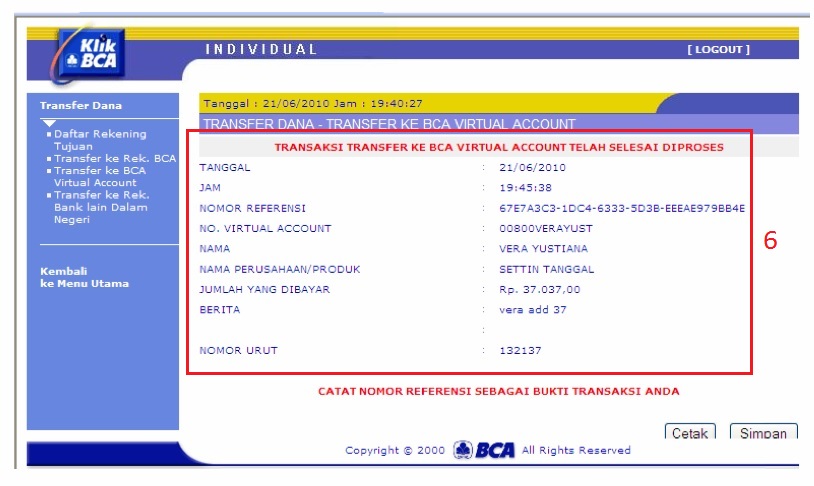 Klik
BCA
INDIVIDUAL
[ LOGOUT ]
Transfer Dana
Daftar Rekening
Tujuan
Transfer ke Rek. BCA
Transfer ke BCA
Virtual Account
Transfer ke Rek.
Bank lain Dalam
Negeri
Kembali
ke Menu Utama
Tanggal : 21/06/2010 Jam : 19:40:27
TRANSFER DANA - TRANSFER KE BCA VIRTUAL ACCOUNT
TRANSAKSI TRANSFER KE BCA VIRTUAL ACCOUNT TELAH SELESAI DIPROSES
TANGGAL : 21/06/2010
JAM : 19:45:38
NOMOR REFERENSI : 67E7A3C3-1DC4-6333-5D3B-EEEAE979BB4E
NO. VIRTUAL ACCOUNT : 00800VERAYUST
NAMA : VERA YUSTIANA
NAMA PERUSAHAAN/PRODUK : SETTIN TANGGAL
JUMLAH YANG DIBAYAR : Rp. 37.037,00
BERITA : vera add 37
:
NOMOR URUT : 132137
6
CATAT NOMOR REFERENSI SEBAGAI BUKTI TRANSAKSI ANDA
Cetak Simpan
Copyright © 2000 BCA All Rights Reserved